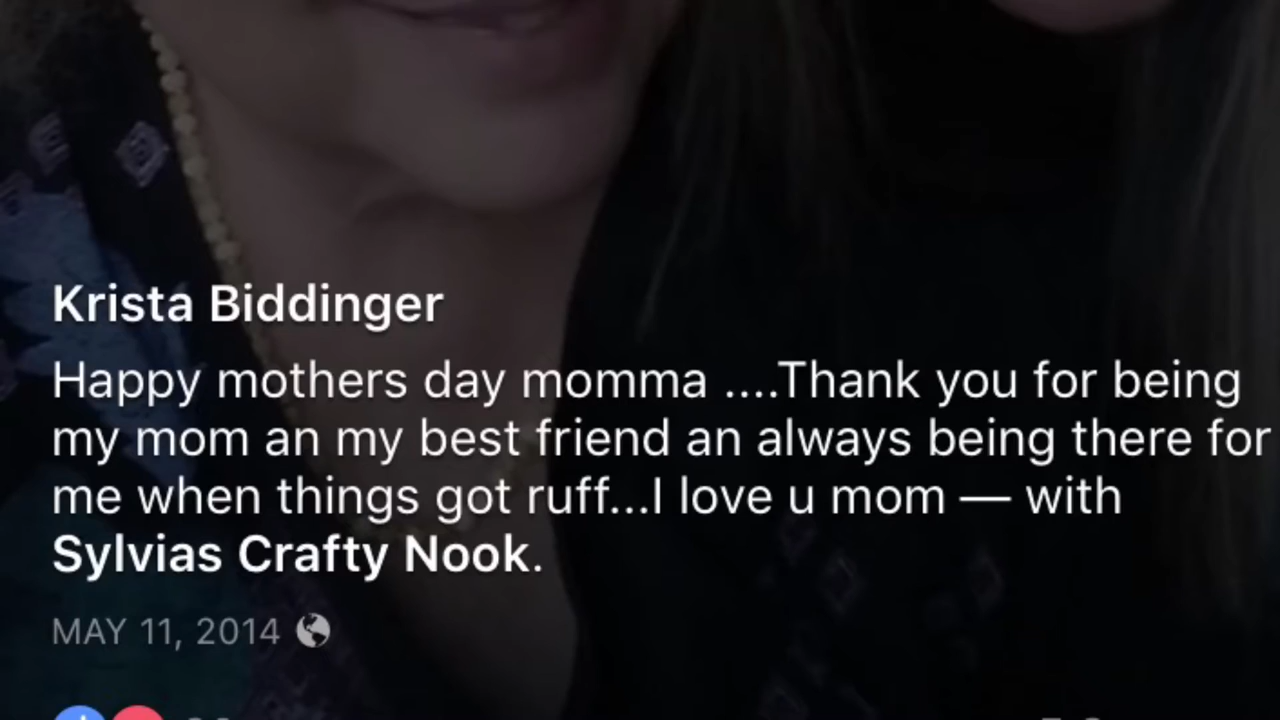 Krista Biddinger
Happy mothers day momma ....Thank you for being
my mom an my best friend an always being there for
me when things got ruff...I love u mom — with
Sylvias Crafty Nook.
MAY 11, 2014